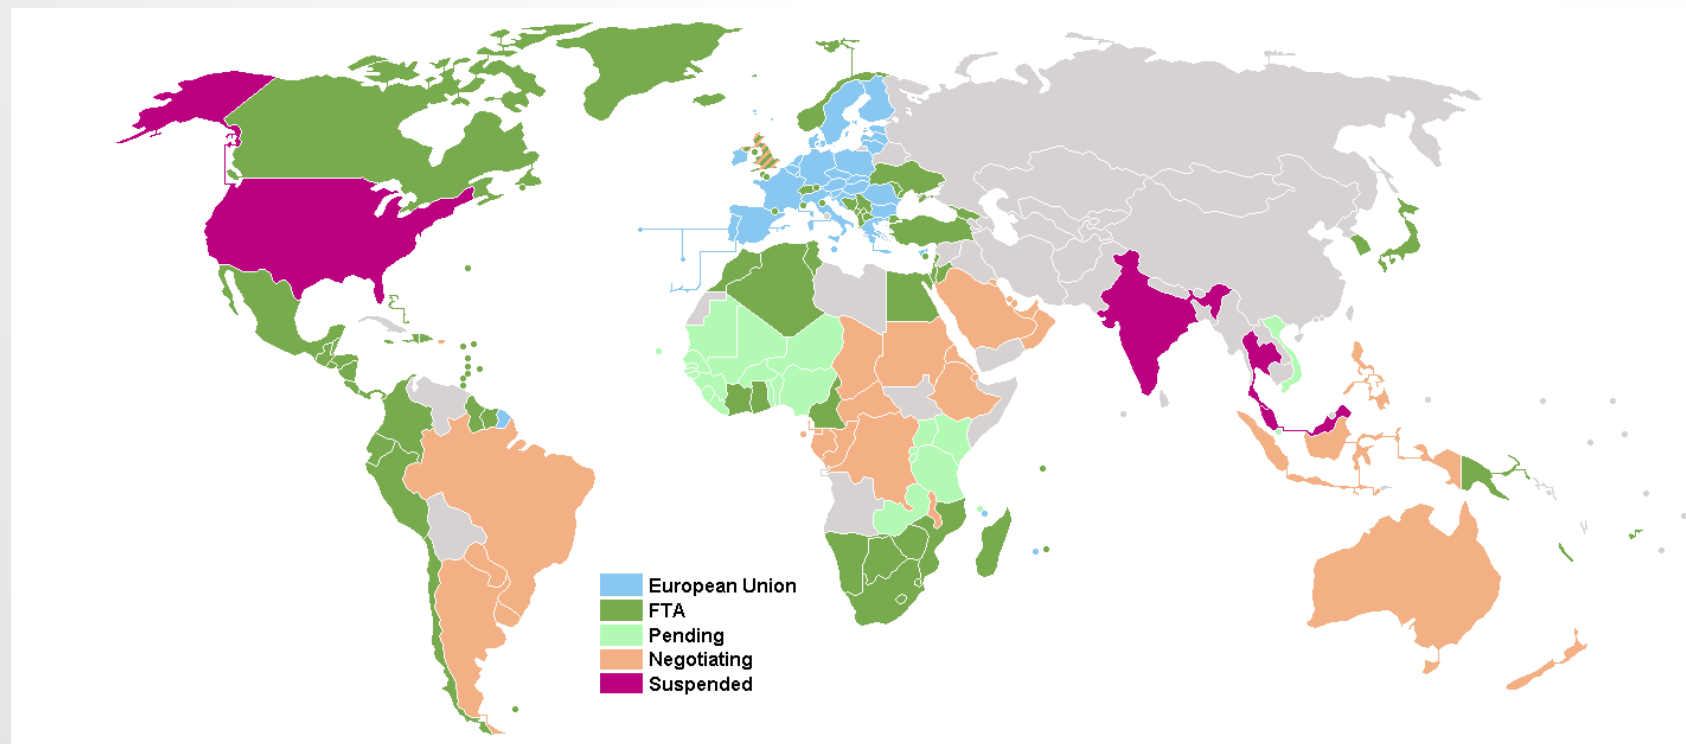 European Union
FTA
Pending
Negotiating
Suspended